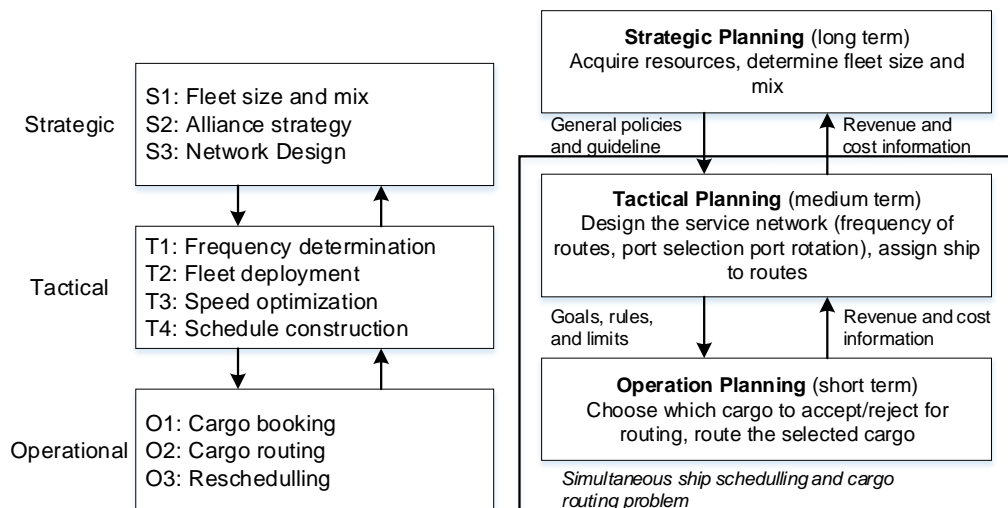 Strategic
S1: Fleet size and mix
S2: Alliance strategy
S3: Network Design
Tactical
T1: Frequency determination
T2: Fleet deployment
T3: Speed optimization
T4: Schedule construction
Operational
O1: Cargo booking
O2: Cargo routing
O3: Reschedulling
Strategic Planning (long term)
Acquire resources, determine fleet size and
mix
General policies
and guideline
Revenue and
cost information
Tactical Planning (medium term)
Design the service network (frequency of
routes, port selection port rotation), assign ship
to routes
Goals, rules,
and limits
Revenue and cost
information
Operation Planning (short term)
Choose which cargo to accept/reject for
routing, route the selected cargo
Simultaneous ship schedulling and cargo
routing problem